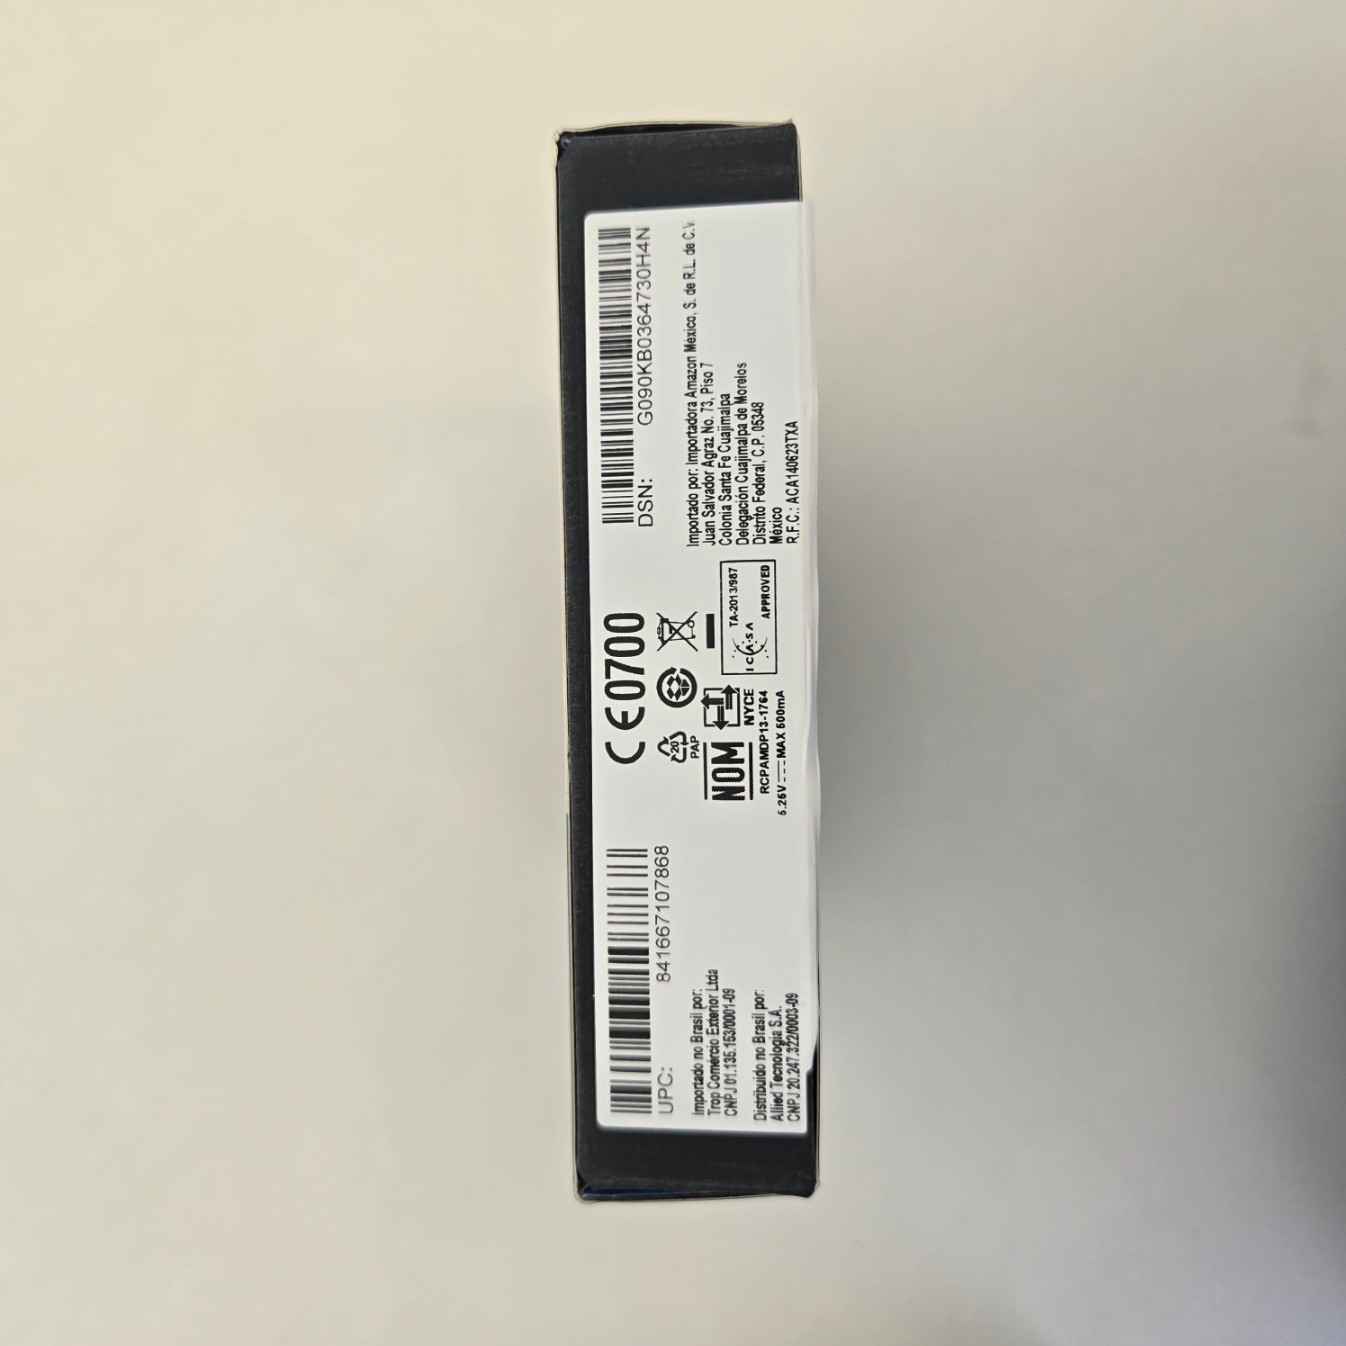 UPC: 841667107868
Importado no Brasil por:
Trop Comércio Exterior Ltda
CNPJ 01.135.153/0001-09
Distribuído no Brasil por:
Allied Tecnologia S.A.
CNPJ 20.247.322/0003-09
CE0700
20
PAP
NOM
NYCE
RCPAMDP13-1764
5.25V MAX 500mA
TA-2013/987
ICASA
APPROVED
DSN: G090KB0364730H4N
Importado por: Importadora Amazon México, S. de R.L. de C.V.
Juan Salvador Agraz No. 73, Piso 7
Colonia Santa Fe Cuajimalpa
Delegación Cuajimalpa de Morelos
Distrito Federal, C.P. 05348
México
R.F.C.: ACA140623TXA